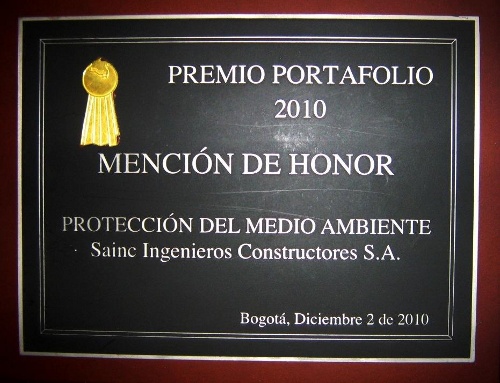 PREMIO PORTAFOLIO
2010
MENCIÓN DE HONOR
PROTECCIÓN DEL MEDIO AMBIENTE
Sainc Ingenieros Constructores S.A.
Bogotá, Diciembre 2 de 2010